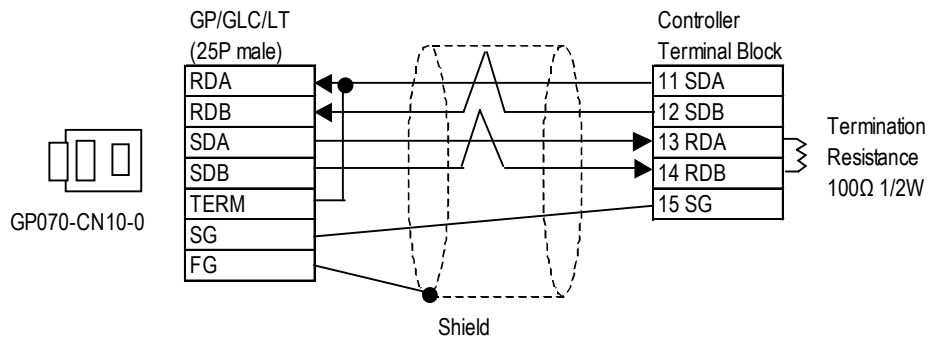 GP/GLC/LT
(25P male)
RDA
RDB
SDA
SDB
TERM
SG
FG
GP070-CN10-0
Controller
Terminal Block
11 SDA
12 SDB
13 RDA
14 RDB
15 SG
Termination
Resistance
100Ω 1/2W
Shield